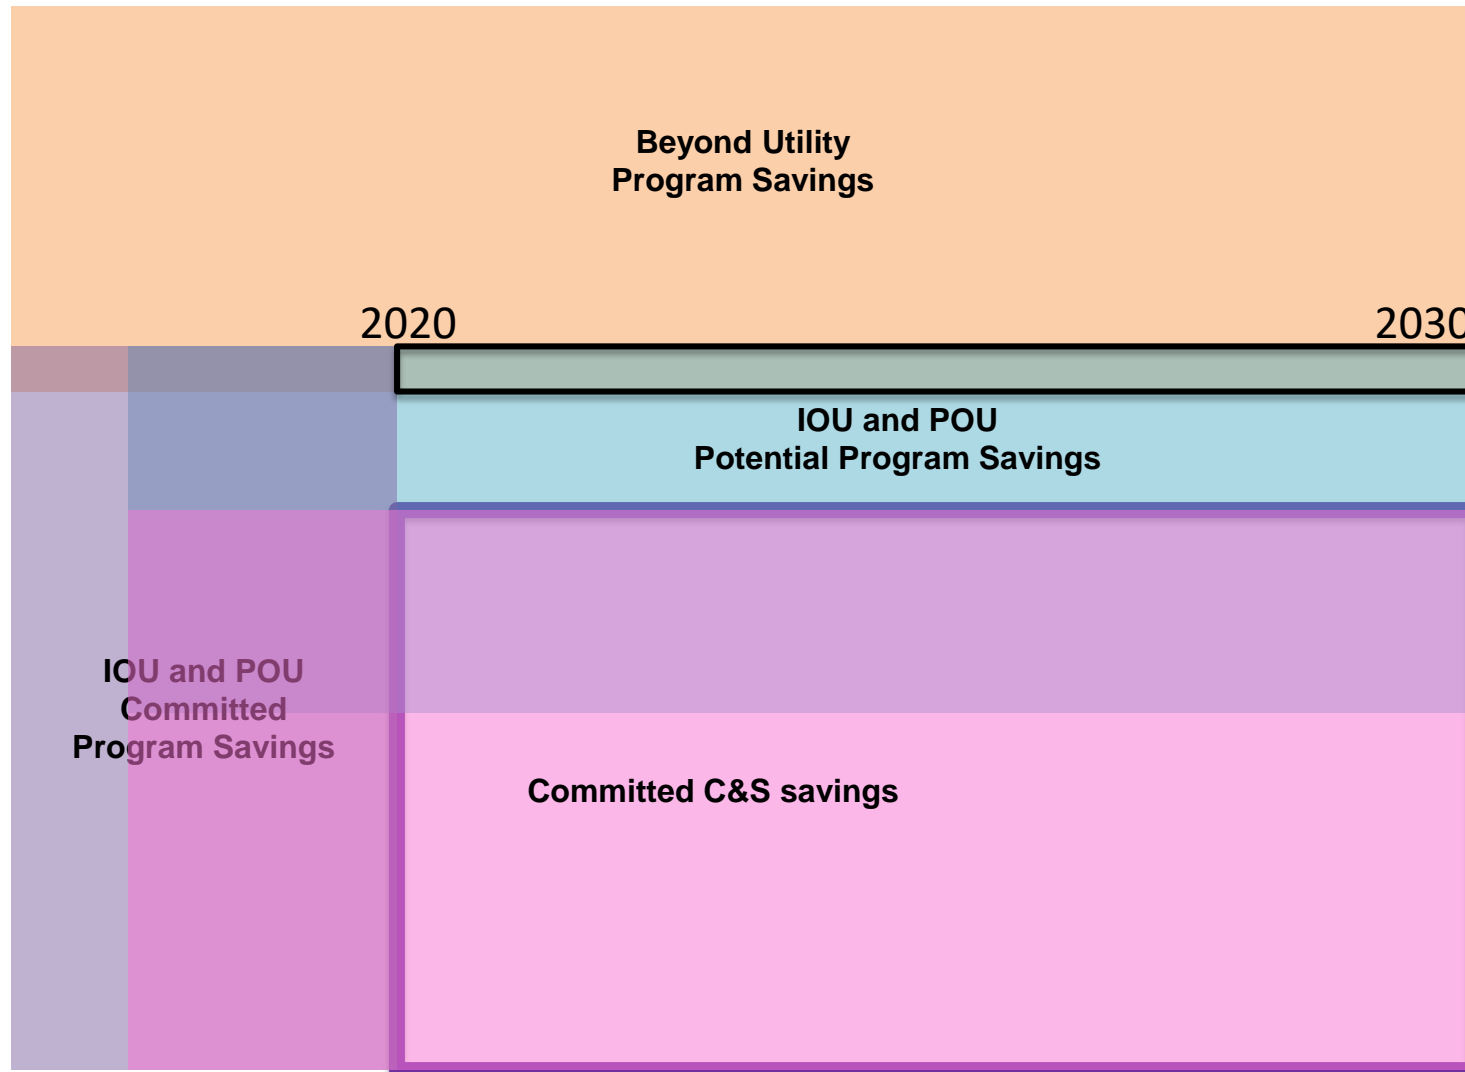 Beyond Utility
Program Savings
2020
2030
IOU and POU
Potential Program Savings
IOU and POU
Committed
Program Savings
Committed C&S savings